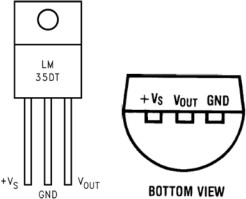 LM
35DT
+VS
GND
VOUT
+VS VOUT GND
BOTTOM VIEW